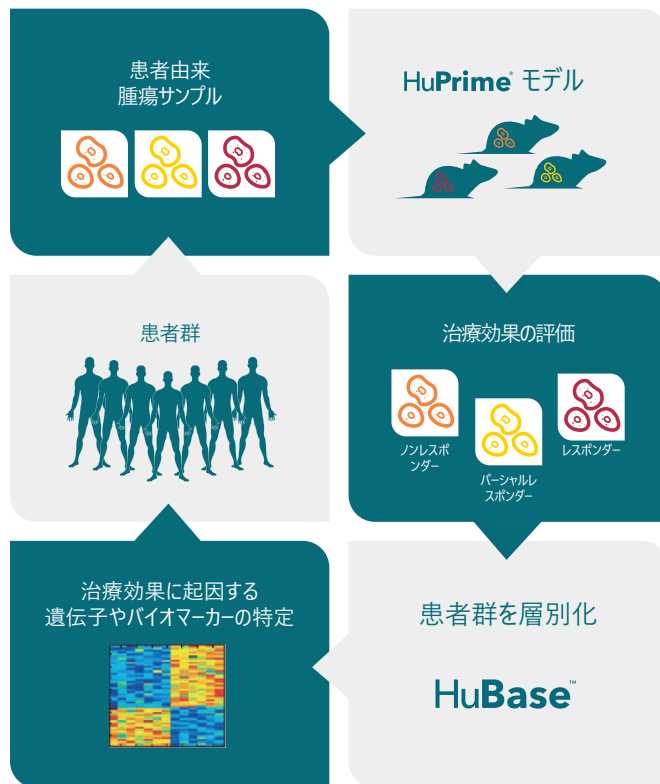 患者由来
腫瘍サンプル
HuPrime® モデル
患者群
治療効果の評価
ノンレスポ
ンダー
パーシャルレ
スポンダー
レスポンダー
治療効果に起因する
遺伝子やバイオマーカーの特定
患者群を層別化
HuBase™